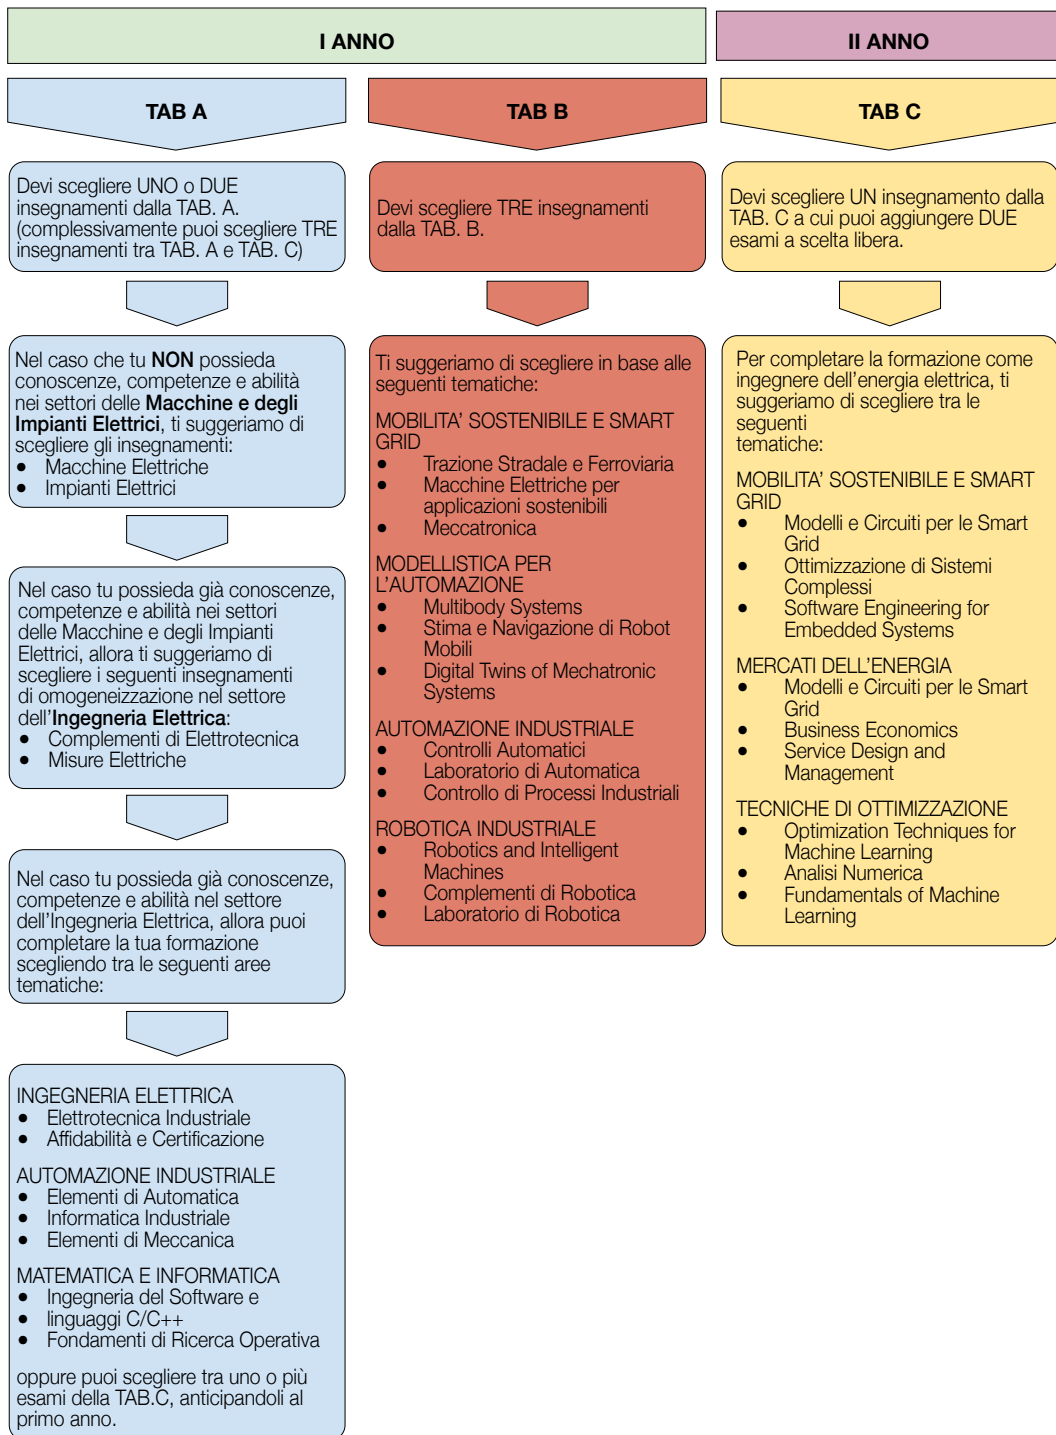 I ANNO
II ANNO
TAB A
TAB B
TAB C
Devi scegliere UNO o DUE
insegnamenti dalla TAB. A.
(complessivamente puoi scegliere TRE
insegnamenti tra TAB. A e TAB. C)
Nel caso che tu NON possieda
conoscenze, competenze e abilità
nei settori delle Macchine e degli
Impianti Elettrici, ti suggeriamo di
scegliere gli insegnamenti:
• Macchine Elettriche
• Impianti Elettrici
Nel caso tu possieda già conoscenze,
competenze e abilità nei settori
delle Macchine e degli Impianti
Elettrici, allora ti suggeriamo di
scegliere i seguenti insegnamenti
di omogeneizzazione nel settore
dell'Ingegneria Elettrica:
• Complementi di Elettrotecnica
• Misure Elettriche
Nel caso tu possieda già conoscenze,
competenze e abilità nel settore
dell'Ingegneria Elettrica, allora puoi
completare la tua formazione
scegliendo tra le seguenti aree
tematiche:
INGEGNERIA ELETTRICA
• Elettrotecnica Industriale
• Affidabilità e Certificazione
AUTOMAZIONE INDUSTRIALE
• Elementi di Automatica
• Informatica Industriale
• Elementi di Meccanica
MATEMATICA E INFORMATICA
• Ingegneria del Software e
• linguaggi C/C++
• Fondamenti di Ricerca Operativa
oppure puoi scegliere tra uno o più
esami della TAB.C, anticipandoli al
primo anno.
Devi scegliere TRE insegnamenti
dalla TAB. B.
Ti suggeriamo di scegliere in base alle
seguenti tematiche:
MOBILITA' SOSTENIBILE E SMART
GRID
• Trazione Stradale e Ferroviaria
• Macchine Elettriche per
applicazioni sostenibili
• Meccatronica
MODELLISTICA PER
L'AUTOMAZIONE
• Multibody Systems
• Stima e Navigazione di Robot
Mobili
• Digital Twins of Mechatronic
Systems
AUTOMAZIONE INDUSTRIALE
• Controlli Automatici
• Laboratorio di Automatica
• Controllo di Processi Industriali
ROBOTICA INDUSTRIALE
• Robotics and Intelligent
Machines
• Complementi di Robotica
• Laboratorio di Robotica
Devi scegliere UN insegnamento dalla
TAB. C a cui puoi aggiungere DUE
esami a scelta libera.
Per completare la formazione come
ingegnere dell'energia elettrica, ti
suggeriamo di scegliere tra le
seguenti
tematiche:
MOBILITA' SOSTENIBILE E SMART
GRID
• Modelli e Circuiti per le Smart
Grid
• Ottimizzazione di Sistemi
Complessi
• Software Engineering for
Embedded Systems
MERCATI DELL'ENERGIA
• Modelli e Circuiti per le Smart
Grid
• Business Economics
• Service Design and
Management
TECNICHE DI OTTIMIZZAZIONE
• Optimization Techniques for
Machine Learning
• Analisi Numerica
• Fundamentals of Machine
Learning